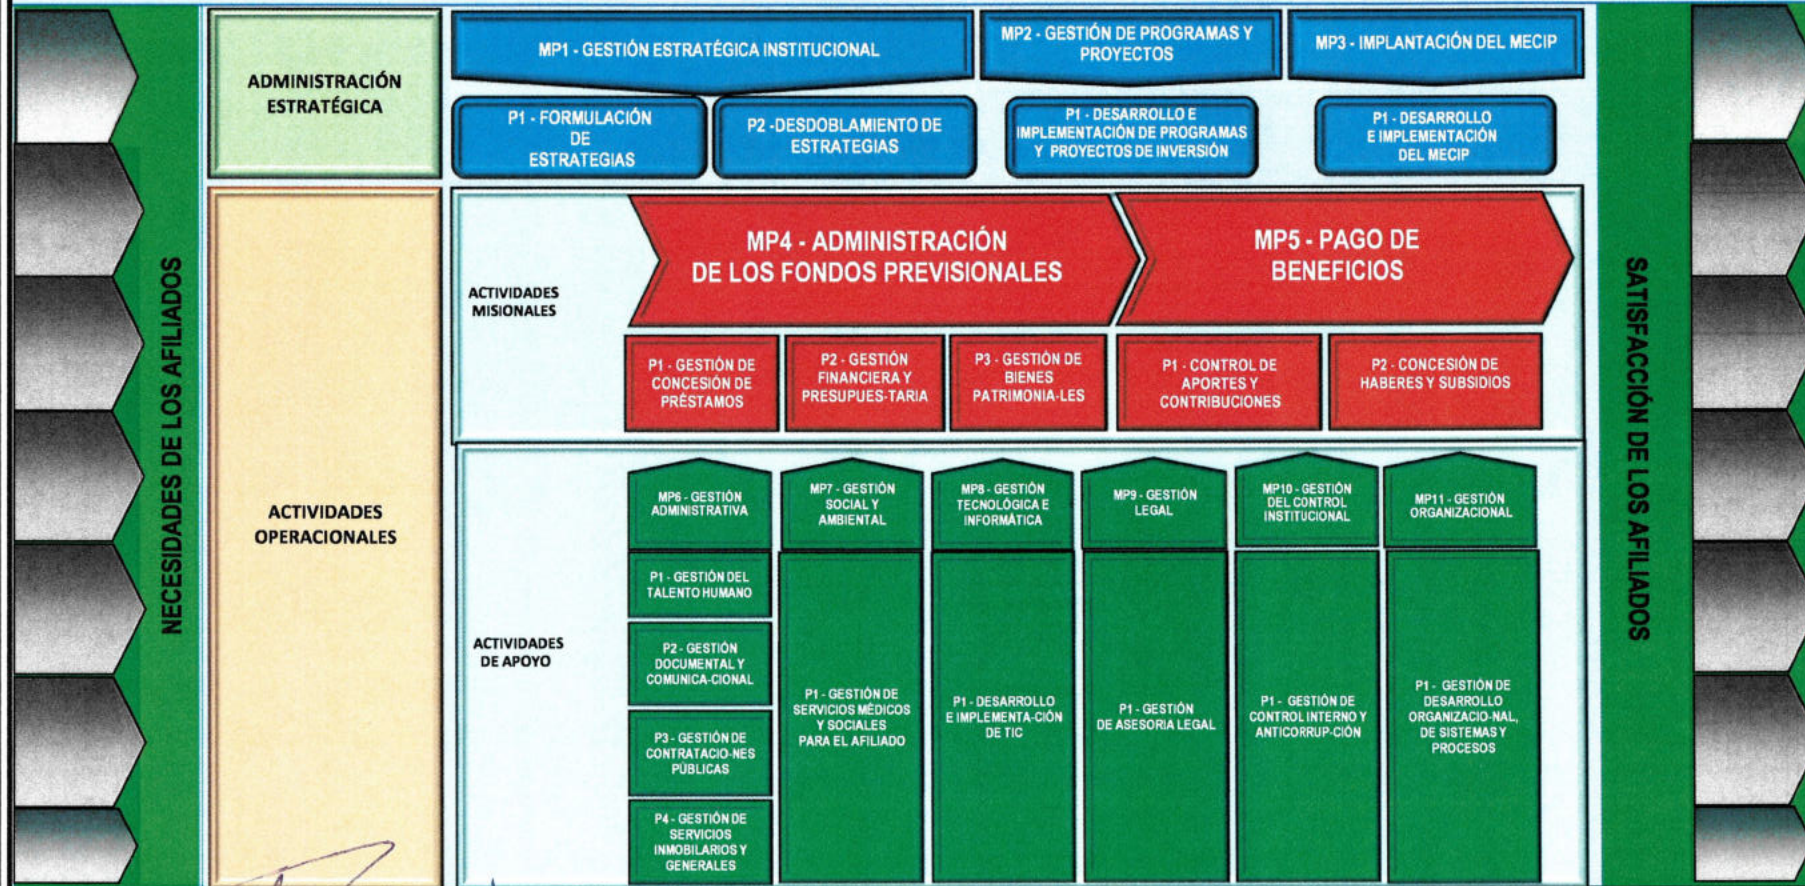 NECESIDADES DE LOS AFILIADOS
ADMINISTRACIÓN
ESTRATÉGICA
MP1 - GESTIÓN ESTRATÉGICA INSTITUCIONAL
MP2 - GESTIÓN DE PROGRAMAS Y
PROYECTOS
MP3 - IMPLANTACIÓN DEL MECIP
P1 - FORMULACIÓN
DE
ESTRATEGIAS
P2 -DESDOBLAMIENTO DE
ESTRATEGIAS
P1 - DESARROLLO E
IMPLEMENTACIÓN DE PROGRAMAS
Y PROYECTOS DE INVERSIÓN
P1 - DESARROLLO
E IMPLEMENTACIÓN
DEL MECIP
ACTIVIDADES
OPERACIONALES
ACTIVIDADES
MISIONALES
MP4 - ADMINISTRACIÓN
DE LOS FONDOS PREVISIONALES
MP5 - PAGO DE
BENEFICIOS
P1 - GESTIÓN DE
CONCESIÓN DE
PRÉSTAMOS
P2 - GESTIÓN
FINANCIERA Y
PRESUPUES-TARIA
P3 - GESTIÓN DE
BIENES
PATRIMONIA-LES
P1 - CONTROL DE
APORTES Y
CONTRIBUCIONES
P2 - CONCESIÓN DE
HABERES Y SUBSIDIOS
ACTIVIDADES
DE APOYO
MP6 - GESTIÓN
ADMINISTRATIVA
MP7 - GESTIÓN
SOCIAL Y
AMBIENTAL
MP8 - GESTIÓN
TECNOLÓGICA E
INFORMÁTICA
MP9 - GESTIÓN
LEGAL
MP10 - GESTIÓN
DEL CONTROL
INSTITUCIONAL
MP11 - GESTIÓN
ORGANIZACIONAL
P1 - GESTIÓN DEL
TALENTO HUMANO
P2 - GESTIÓN
DOCUMENTAL Y
COMUNICA-CIONAL
P3 - GESTIÓN DE
CONTRATACIO-NES
PÚBLICAS
P4 - GESTIÓN DE
SERVICIOS
INMOBILARIOS Y
GENERALES
P1 - GESTIÓN DE
SERVICIOS MÉDICOS
Y SOCIALES
PARA EL AFILIADO
P1 - DESARROLLO
E IMPLEMENTA-CIÓN
DE TIC
P1 - GESTIÓN
DE ASESORIA LEGAL
P1 - GESTIÓN DE
CONTROL INTERNO Y
ANTICORRUP-CIÓN
P1 - GESTIÓN DE
DESARROLLO
ORGANIZACIO-NAL,
DE SISTEMAS Y
PROCESOS
SATISFACCIÓN DE LOS AFILIADOS